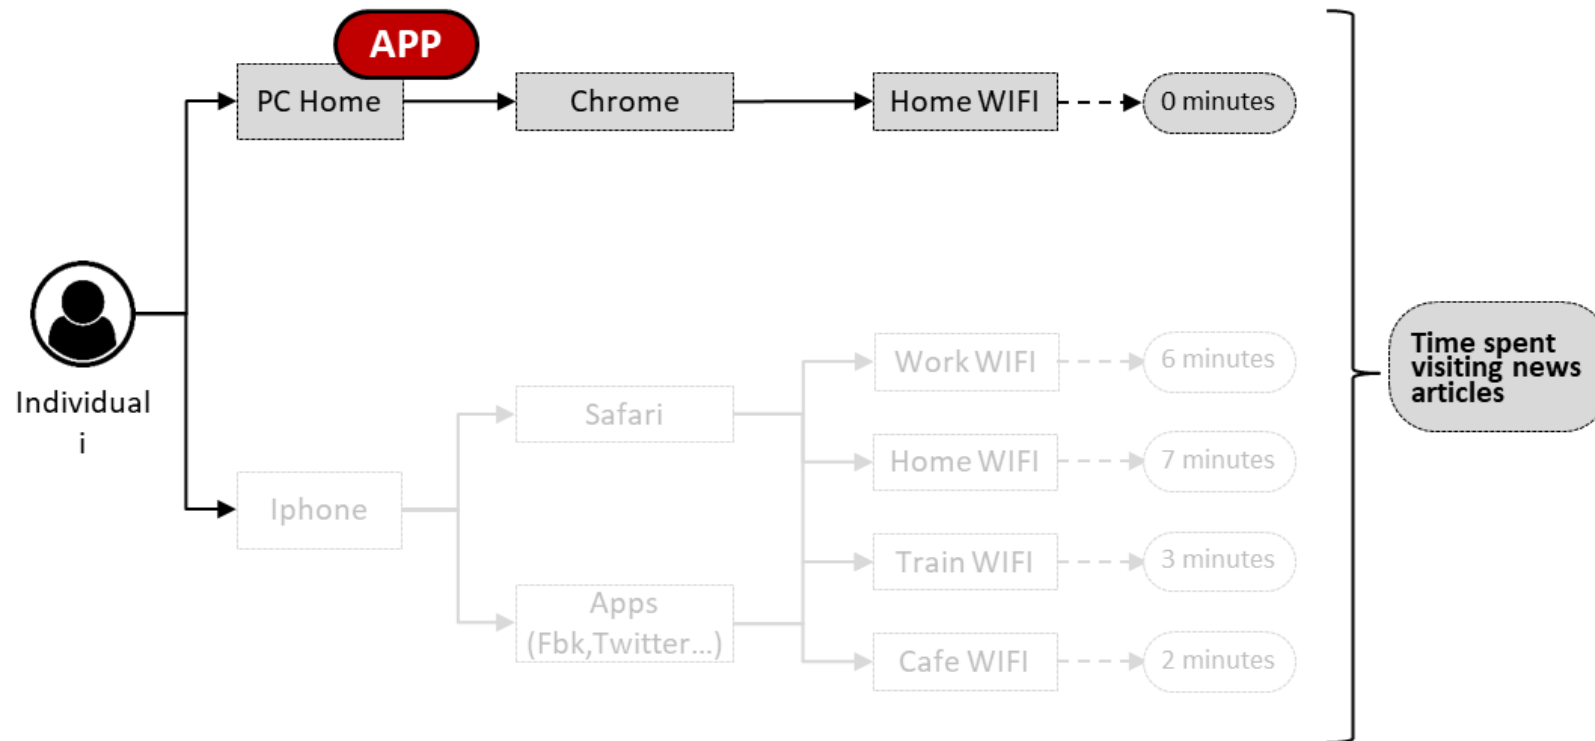 APP
PC Home
Chrome
Home WIFI
0 minutes
Individual
i
Iphone
Safari
Apps
(Fbk,Twitter...)
Work WIFI
6 minutes
Home WIFI
7 minutes
Train WIFI
3 minutes
Cafe WIFI
2 minutes
Time spent
visiting news
articles